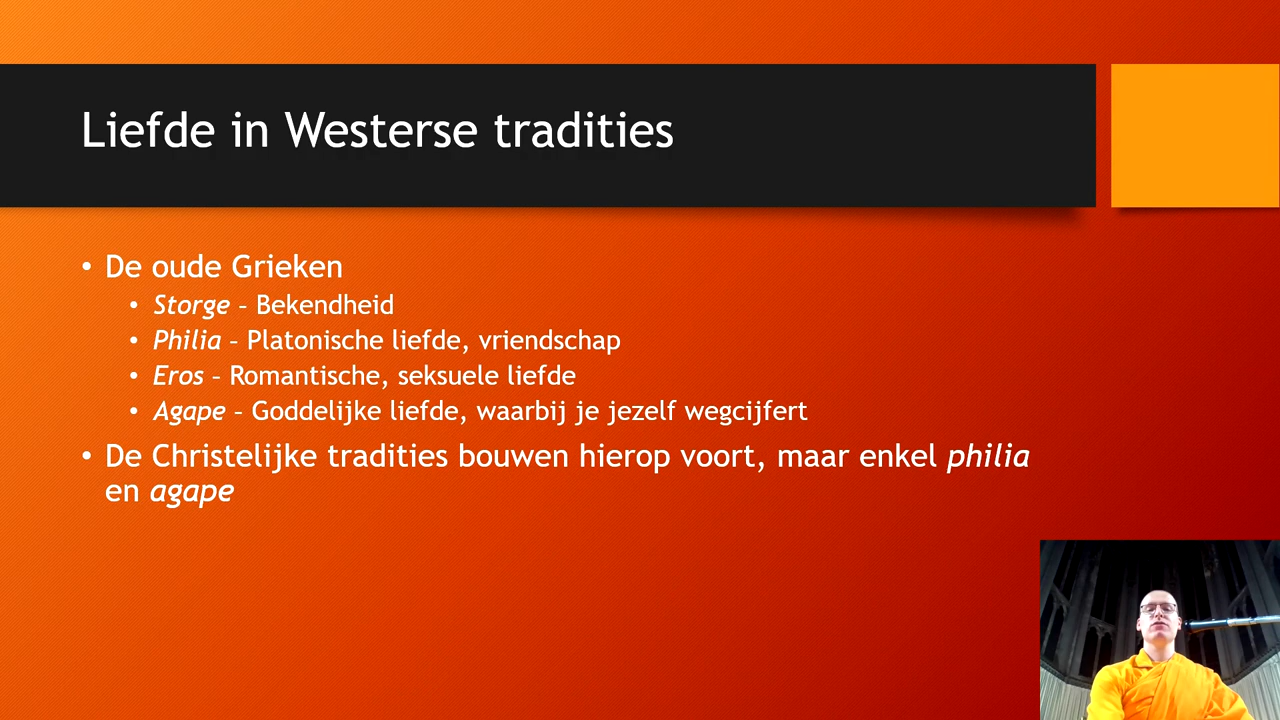 Liefde in Westerse tradities
• De oude Grieken
• Storge – Bekendheid
• Philia – Platonische liefde, vriendschap
• Eros – Romantische, seksuele liefde
• Agape – Goddelijke liefde, waarbij je jezelf wegcijfert
• De Christelijke tradities bouwen hierop voort, maar enkel philia
en agape